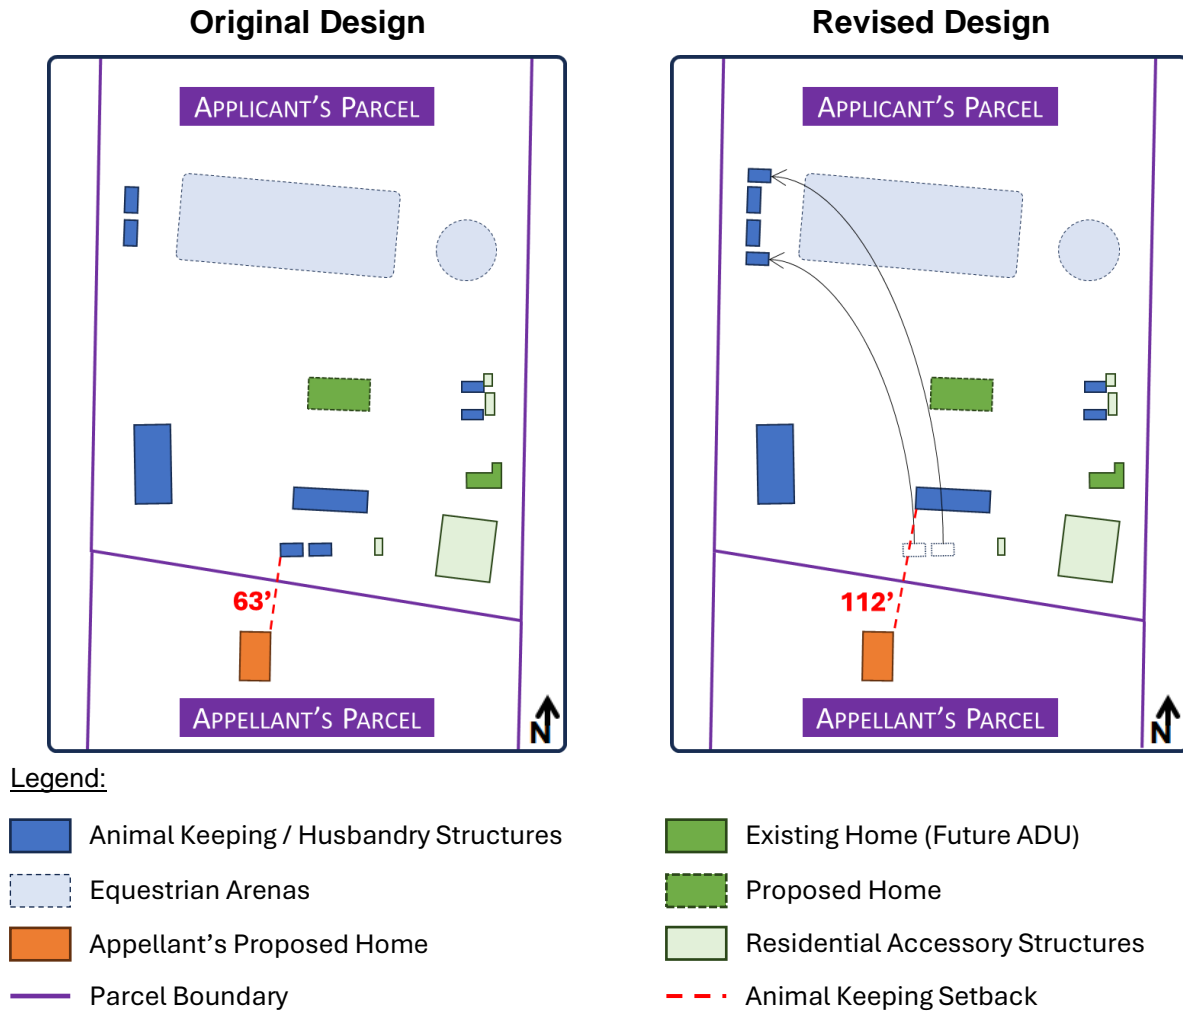 Original Design
Revised Design
APPLICANT'S PARCEL
APPLICANT'S PARCEL
63’
112’
APPELLANT'S PARCEL
N
APPELLANT'S PARCEL
N
Legend:
Animal Keeping / Husbandry Structures
Existing Home (Future ADU)
Equestrian Arenas
Proposed Home
Appellant’s Proposed Home
Residential Accessory Structures
Parcel Boundary
Animal Keeping Setback